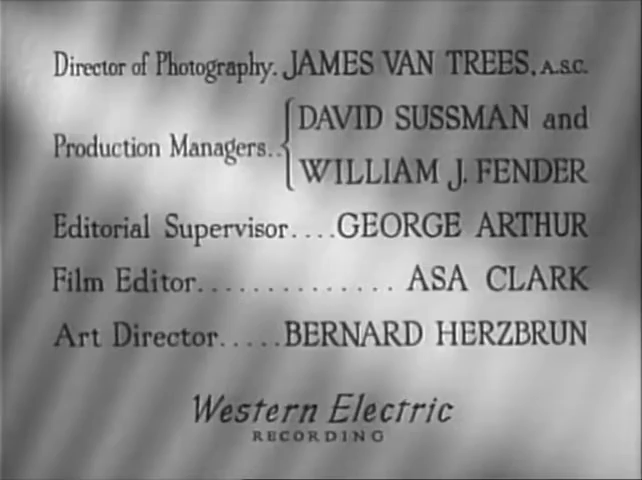 Director of Photography. JAMES VAN TREES, A.S.C.
Production Managers.. DAVID SUSSMAN and
WILLIAM J. FENDER
Editorial Supervisor....GEORGE ARTHUR
Film Editor............... ASA CLARK
Art Director.....BERNARD HERZBRUN
Western Electric
RECORDING